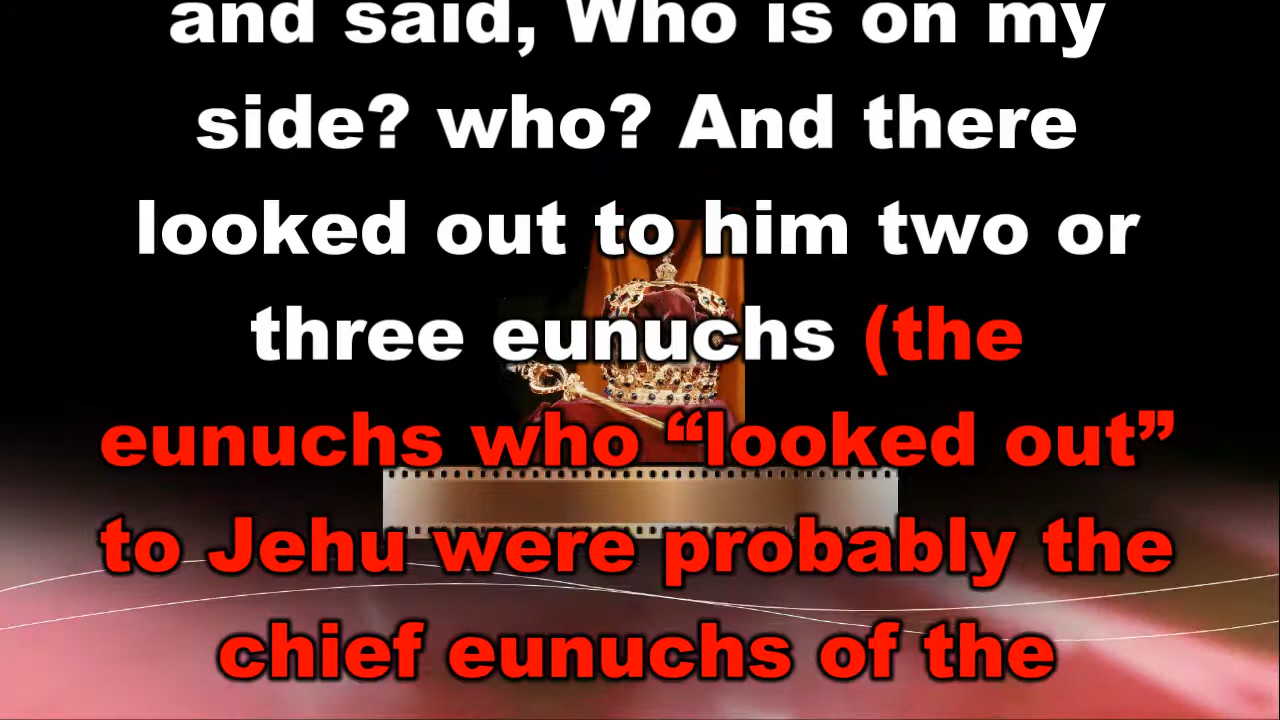 and said, Who is on my
side? who? And there
looked out to him two or
three eunuchs (the
eunuchs who “looked out”
to Jehu were probably the
chief eunuchs of the